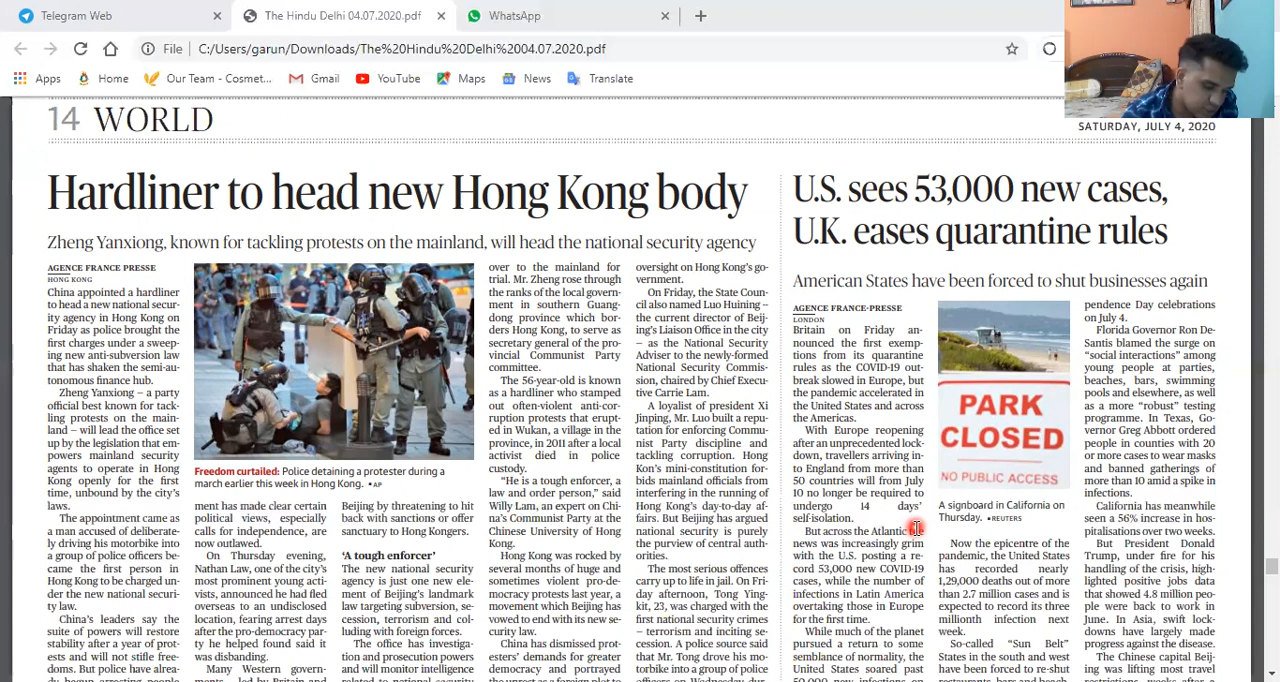 Telegram Web
The Hindu Delhi 04.07.2020.pdf
WhatsApp
File
C:/Users/garun/Downloads/The%20Hindu%20Delhi%2004.07.2020.pdf
Apps
Home
Our Team - Cosmet...
Gmail
YouTube
Maps
News
Translate
14 WORLD
SATURDAY, JULY 4, 2020
Hardliner to head new Hong Kong body
Zheng Yanxiong, known for tackling protests on the mainland, will head the national security agency
AGENCE FRANCE PRESSE
HONG KONG
China appointed a hardliner
to head a new national secur-
ity agency in Hong Kong on
Friday as police brought the
first charges under a sweep-
ing new anti-subversion law
that has shaken the semi-au-
tonomous finance hub.
Zheng Yanxiong – a party
official best known for tack-
ling protests on the main-
land – will lead the office set
up by the legislation that em-
powers mainland security
agents to operate in Hong
Kong openly for the first
time, unbound by the city's
laws.
The appointment came as
a man accused of deliberate-
ly driving his motorbike into
a group of police officers be-
came the first person in
Hong Kong to be charged un-
der the new national securi-
ty law.
China's leaders say the
suite of powers will restore
stability after a year of prot-
ests and will not stifle free-
doms. But police have alrea-
dy begun arresting people
Freedom curtailed: Police detaining a protester during a
march earlier this week in Hong Kong. •AP
ment has made clear certain
political views, especially
calls for independence, are
now outlawed.
On Thursday evening,
Nathan Law, one of the city's
most prominent young activ-
ists, announced he had fled
overseas to an undisclosed
location, fearing arrest days
after the pro-democracy par-
ty he helped found said it
was disbanding.
Many Western govern-
ments – led by Britain and
Beijing by threatening to hit
back with sanctions or offer
sanctuary to Hong Kongers.
‘A tough enforcer’
The new national security
agency is just one new ele-
ment of Beijing's landmark
law targeting subversion, se-
cession, terrorism and col-
luding with foreign forces.
The office has investiga-
tion and prosecution powers
and will monitor intelligence
related to national security
over to the mainland for
trial. Mr. Zheng rose through
the ranks of the local govern-
ment in southern Guang-
dong province which bor-
ders Hong Kong, to serve as
secretary general of the pro-
vincial Communist Party
committee.
The 56-year-old is known
as a hardliner who stamped
out often-violent anti-cor-
ruption protests that erupt-
ed in Wukan, a village in the
province, in 2011 after a local
activist died in police
custody.
“He is a tough enforcer, a
law and order person,” said
Willy Lam, an expert on Chi-
na's Communist Party at the
Chinese University of Hong
Kong.
Hong Kong was rocked by
several months of huge and
sometimes violent pro-de-
mocracy protests last year, a
movement which Beijing has
vowed to end with its new se-
curity law.
China has dismissed prot-
esters' demands for greater
democracy and portrayed
the unrest as a foreign plot to
oversight on Hong Kong's go-
vernment.
On Friday, the State Coun-
cil also named Luo Huining –
the current director of Beij-
ing's Liaison Office in the city
– as the National Security
Adviser to the newly-formed
National Security Commis-
sion, chaired by Chief Execu-
tive Carrie Lam.
A loyalist of president Xi
Jinping, Mr. Luo built a repu-
tation for enforcing Commu-
nist Party discipline and
tackling corruption. Hong
Kon's mini-constitution for-
bids mainland officials from
interfering in the running of
Hong Kong's day-to-day af-
fairs. But Beijing has argued
national security is purely
the purview of central auth-
orities.
The most serious offences
carry up to life in jail. On Fri-
day afternoon, Tong Ying-
kit, 23, was charged with the
first national security crimes
– terrorism and inciting se-
cession. A police source said
that Mr. Tong drove his mo-
torbike into a group of police
officers on Wednesday dur-
U.S. sees 53,000 new cases,
U.K. eases quarantine rules
American States have been forced to shut businesses again
AGENCE FRANCE-PRESSE
LONDON
Britain on Friday an-
nounced the first exemp-
tions from its quarantine
rules as the COVID-19 out-
break slowed in Europe, but
the pandemic accelerated in
the United States and across
the Americas.
With Europe reopening
after an unprecedented lock-
down, travellers arriving in-
to England from more than
50 countries will from July
10 no longer be required to
undergo 14 days'
self-isolation.
But across the Atlantic
news was increasingly grim
with the U.S. posting a re-
cord 53,000 new COVID-19
cases, while the number of
infections in Latin America
overtaking those in Europe
for the first time.
While much of the planet
pursued a return to some
semblance of normality, the
United States soared past
50,000 new infections on
PARK
CLOSED
NO PUBLIC ACCESS
A signboard in California on
Thursday. •REUTERS
Now the epicentre of the
pandemic, the United States
has recorded nearly
1,29,000 deaths out of more
than 2.7 million cases and is
expected to record its three
millionth infection next
week.
So-called “Sun Belt”
States in the south and west
have been forced to re-shut
restaurants, bars and beach-
pendence Day celebrations
on July 4.
Florida Governor Ron De-
Santis blamed the surge on
“social interactions” among
young people at parties,
beaches, bars, swimming
pools and elsewhere, as well
as a more “robust” testing
programme. In Texas, Go-
vernor Greg Abbott ordered
people in counties with 20
or more cases to wear masks
and banned gatherings of
more than 10 amid a spike in
infections.
California has meanwhile
seen a 56% increase in hos-
pitalisations over two weeks.
But President Donald
Trump, under fire for his
handling of the crisis, high-
lighted positive jobs data
that showed 4.8 million peo-
ple were back to work in
June. In Asia, swift lock-
downs have largely made
progress against the disease.
The Chinese capital Beij-
ing was lifting most travel
restrictions, weeks after a